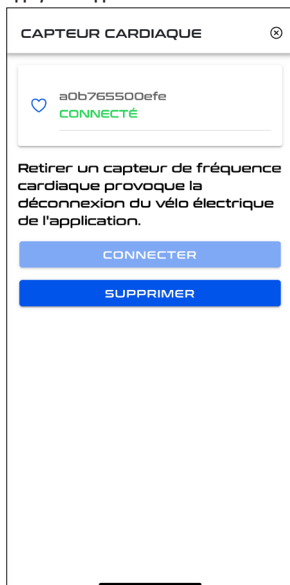 CAPTEUR CARDIAQUE
a0b765500efe
CONNECTÉ
Retirer un capteur de fréquence
cardiaque provoque la
déconnexion du vélo électrique
de l'application.
CONNECTER
SUPPRIMER